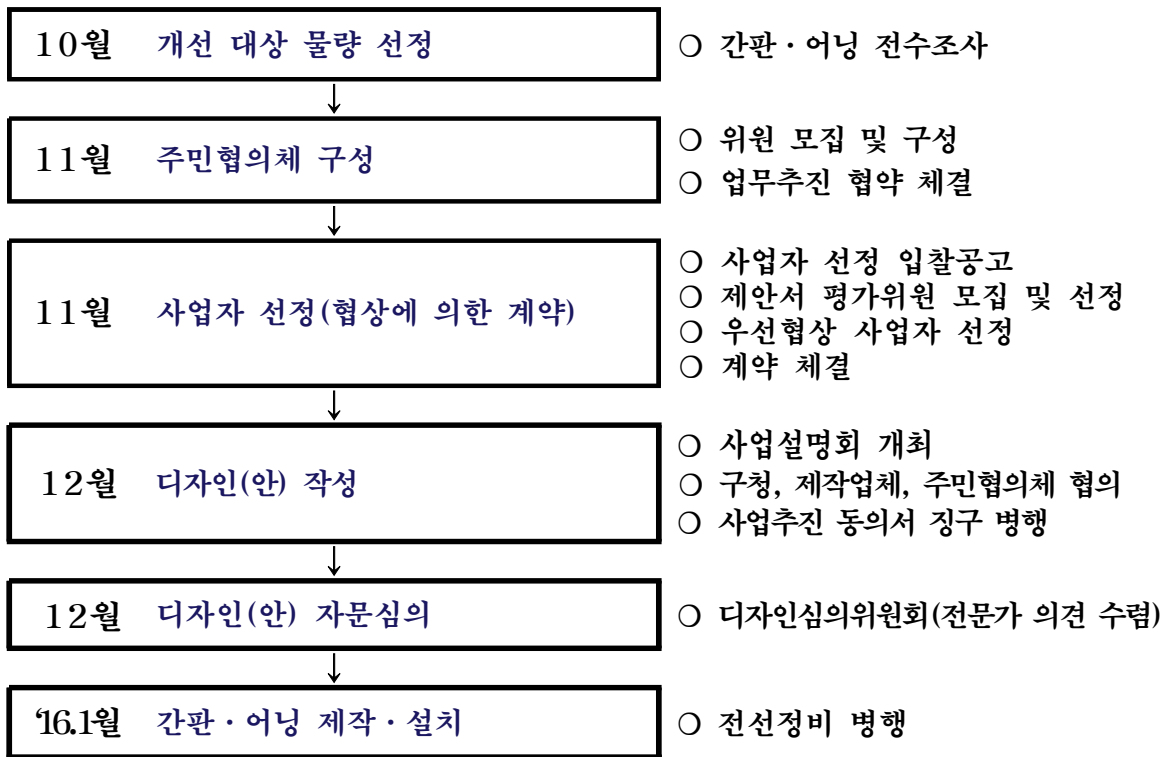 10월 개선 대상 물량 선정
❍ 간판·어닝 전수조사
↓
11월 주민협의체 구성
❍ 위원 모집 및 구성
❍ 업무추진 협약 체결
↓
11월 사업자 선정(협상에 의한 계약)
❍ 사업자 선정 입찰공고
❍ 제안서 평가위원 모집 및 선정
❍ 우선협상 사업자 선정
❍ 계약 체결
↓
12월 디자인(안) 작성
❍ 사업설명회 개최
❍ 구청, 제작업체, 주민협의체 협의
❍ 사업추진 동의서 징구 병행
↓
12월 디자인(안) 자문심의
❍ 디자인심의위원회(전문가 의견 수렴)
↓
‘16.1월 간판·어닝 제작·설치
❍ 전선정비 병행